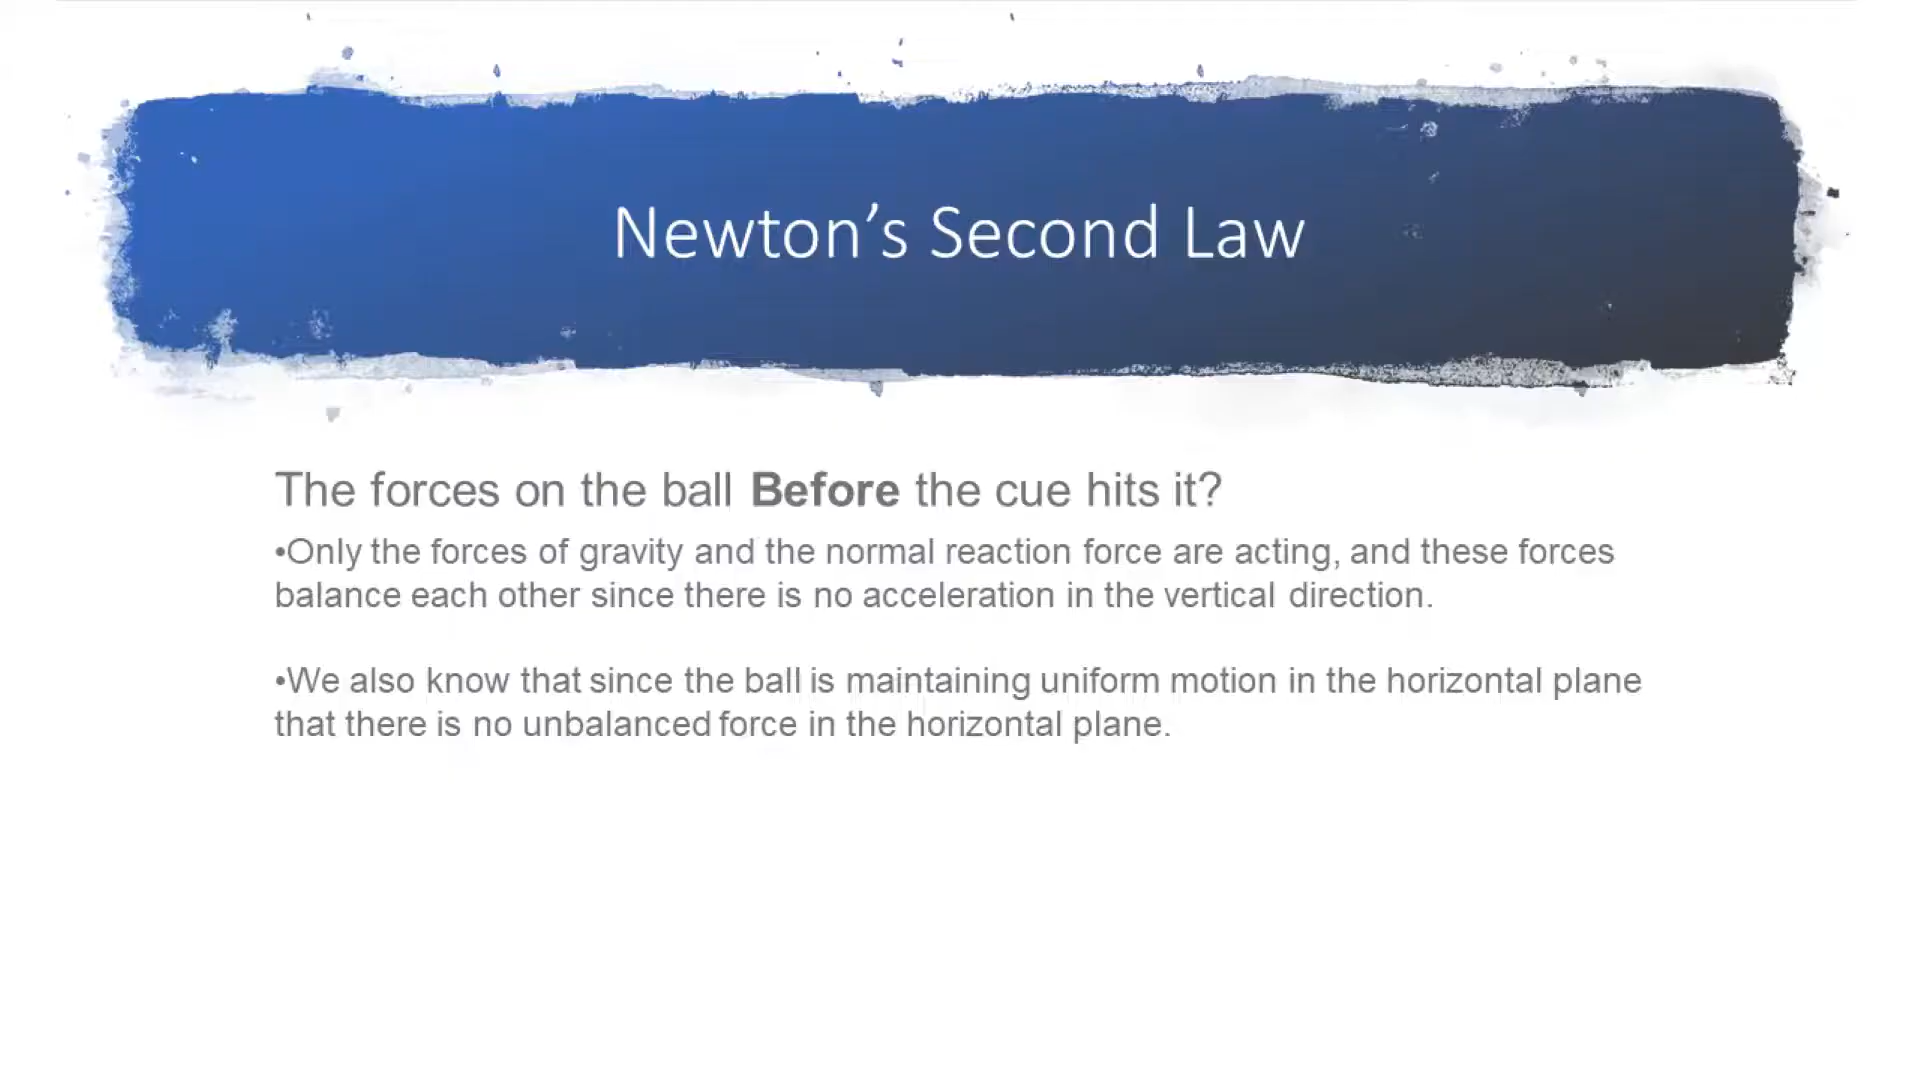 Newton’s Second Law
The forces on the ball Before the cue hits it?
•Only the forces of gravity and the normal reaction force are acting, and these forces
balance each other since there is no acceleration in the vertical direction.
•We also know that since the ball is maintaining uniform motion in the horizontal plane
that there is no unbalanced force in the horizontal plane.